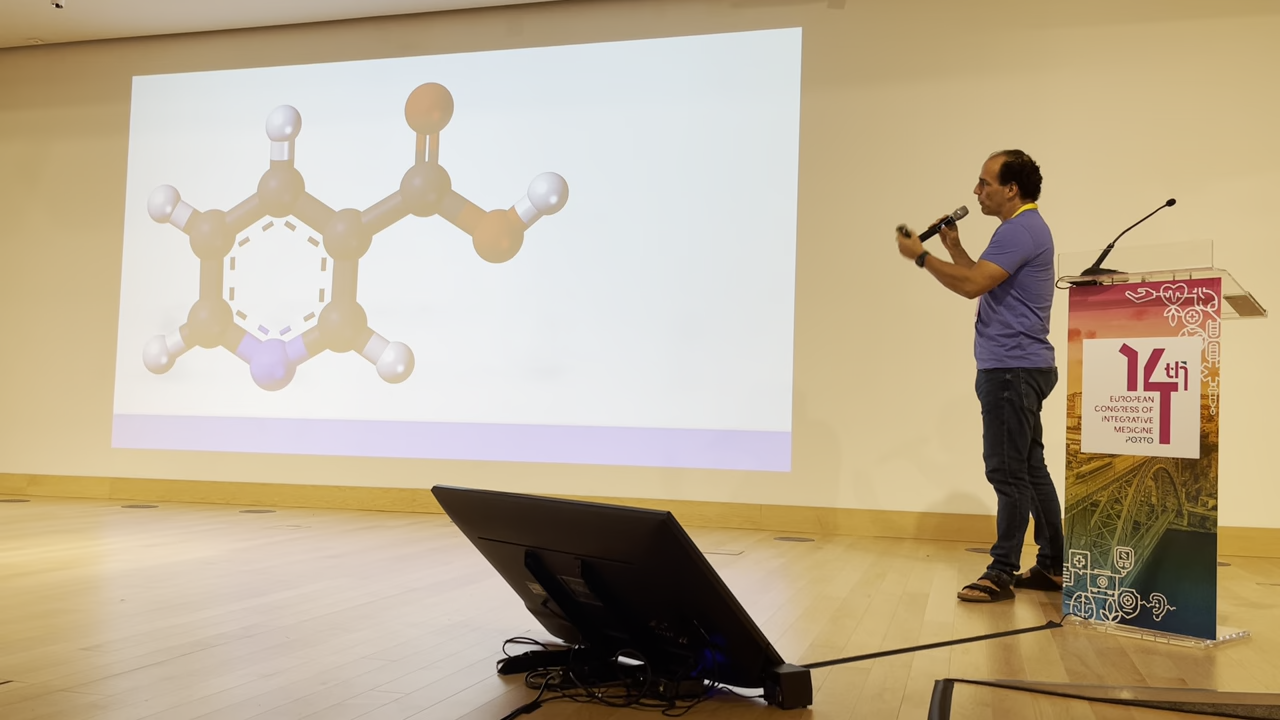 14th
EUROPEAN
CONGRESS OF
INTEGRATIVE
MEDICINE
PORTO